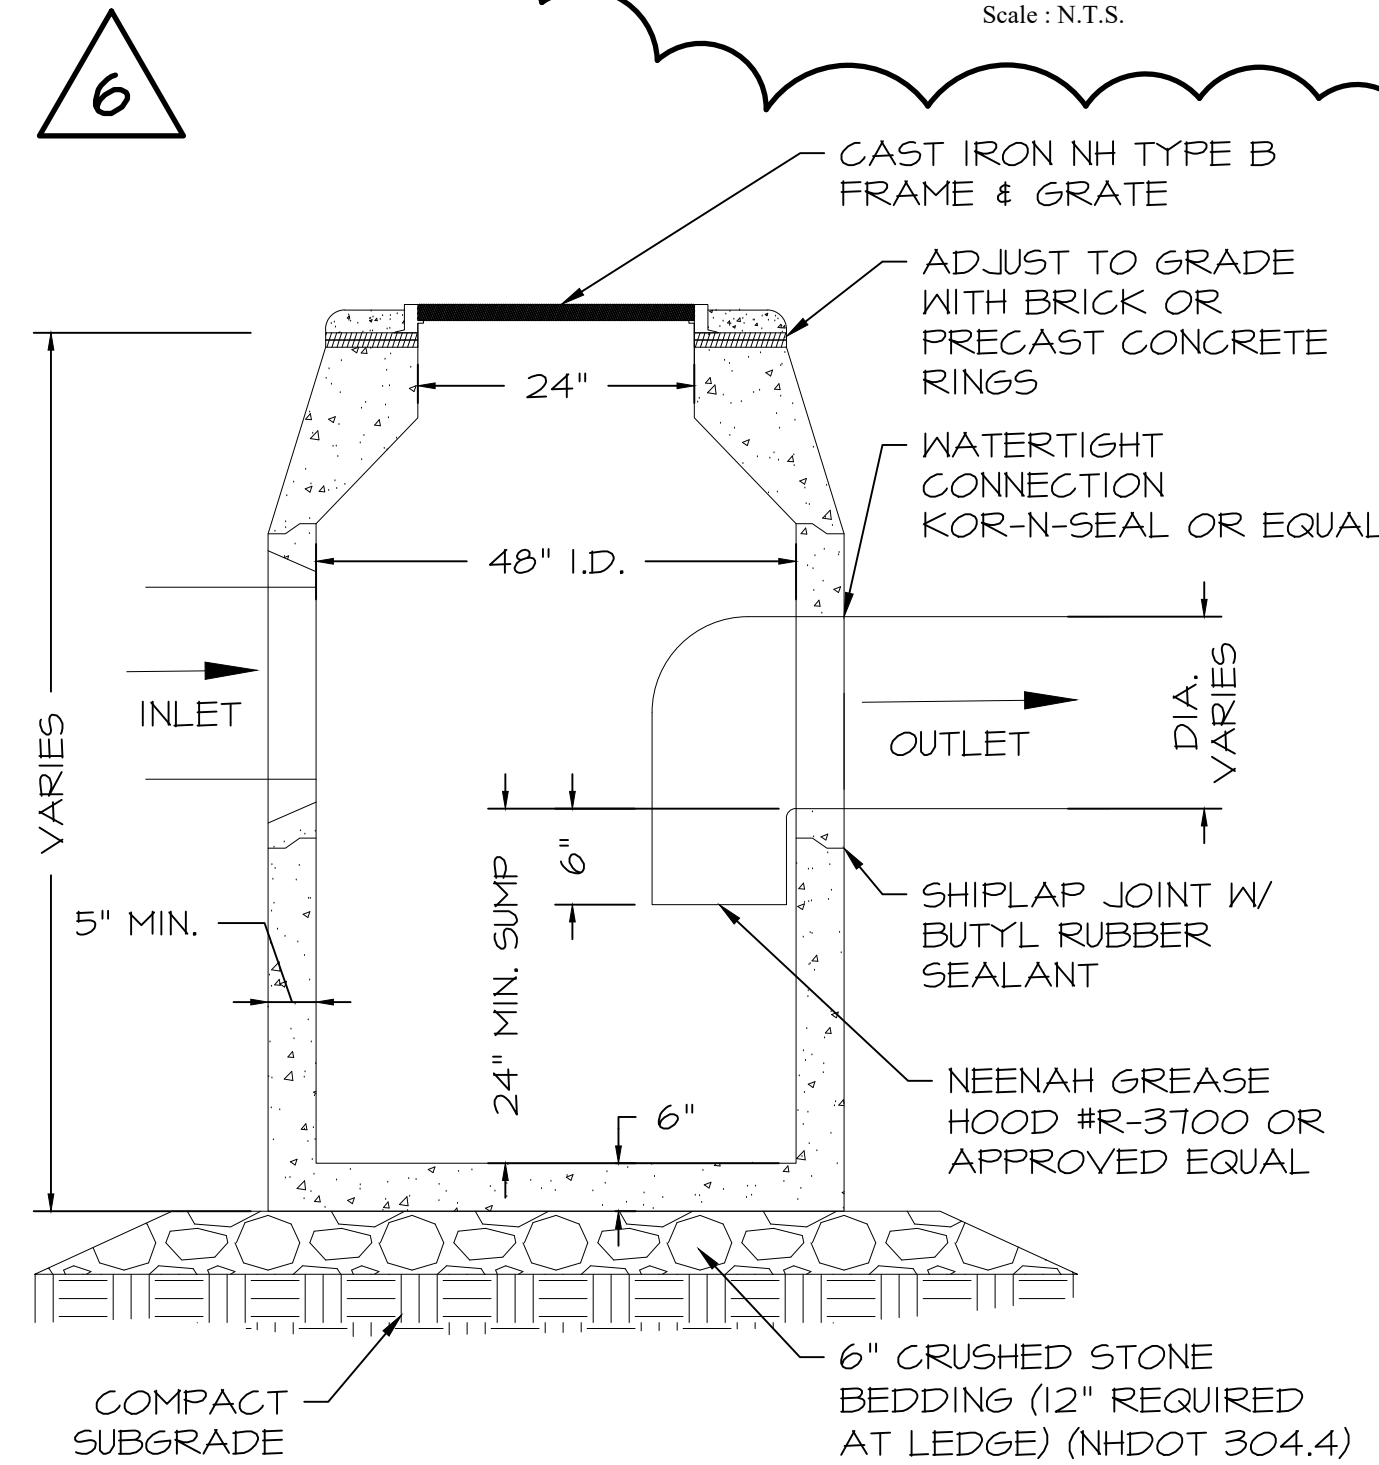 Scale : N.T.S.
6
CAST IRON NH TYPE B
FRAME & GRATE
ADJUST TO GRADE
WITH BRICK OR
PRECAST CONCRETE
RINGS
24"
WATERTIGHT
CONNECTION
KOR-N-SEAL OR EQUAL
48" I.D.
INLET
OUTLET
DIA.
VARIES
VARIES
6"
24" MIN. SUMP
5" MIN.
SHIPLAP JOINT W/
BUTYL RUBBER
SEALANT
NEENAH GREASE
HOOD #R-3700 OR
APPROVED EQUAL
6"
6" CRUSHED STONE
BEDDING (12" REQUIRED
AT LEDGE) (NHDOT 304.4)
COMPACT
SUBGRADE